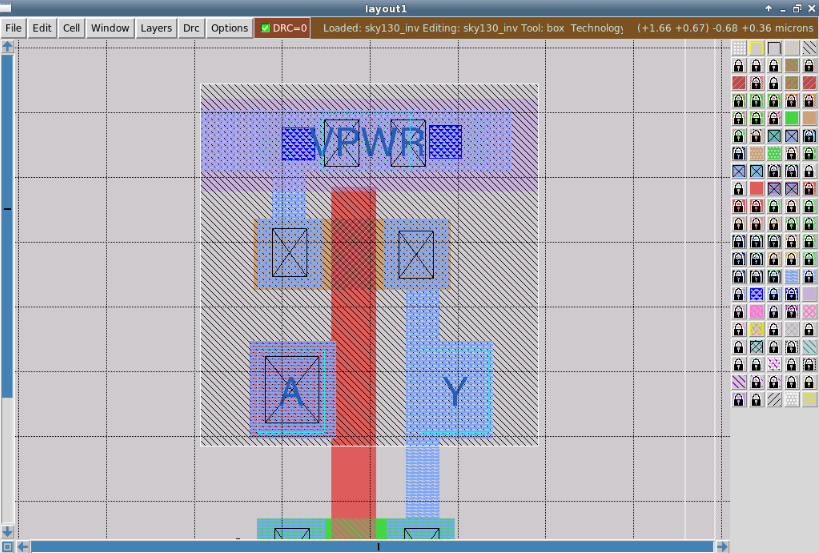 layout1
File Edit Cell Window Layers Drc Options DRC=0 Loaded: sky130_inv Editing: sky130_inv Tool: box Technology (+1.66 +0.67) -0.68 +0.36 microns
VPWR
A Y